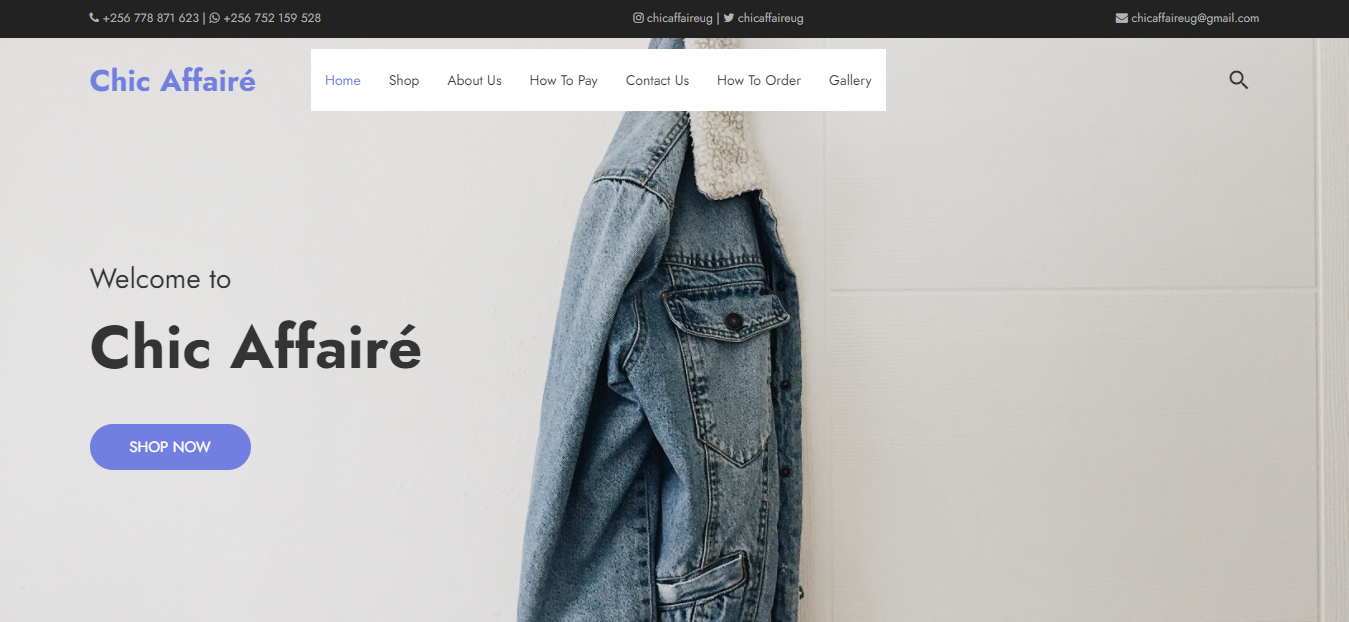 +256 778 871 623 | +256 752 159 528
chicaffaireug | chicaffaireug
chicaffaireug@gmail.com
Chic Affairé
Home Shop About Us How To Pay Contact Us How To Order Gallery
Welcome to
Chic Affairé
SHOP NOW